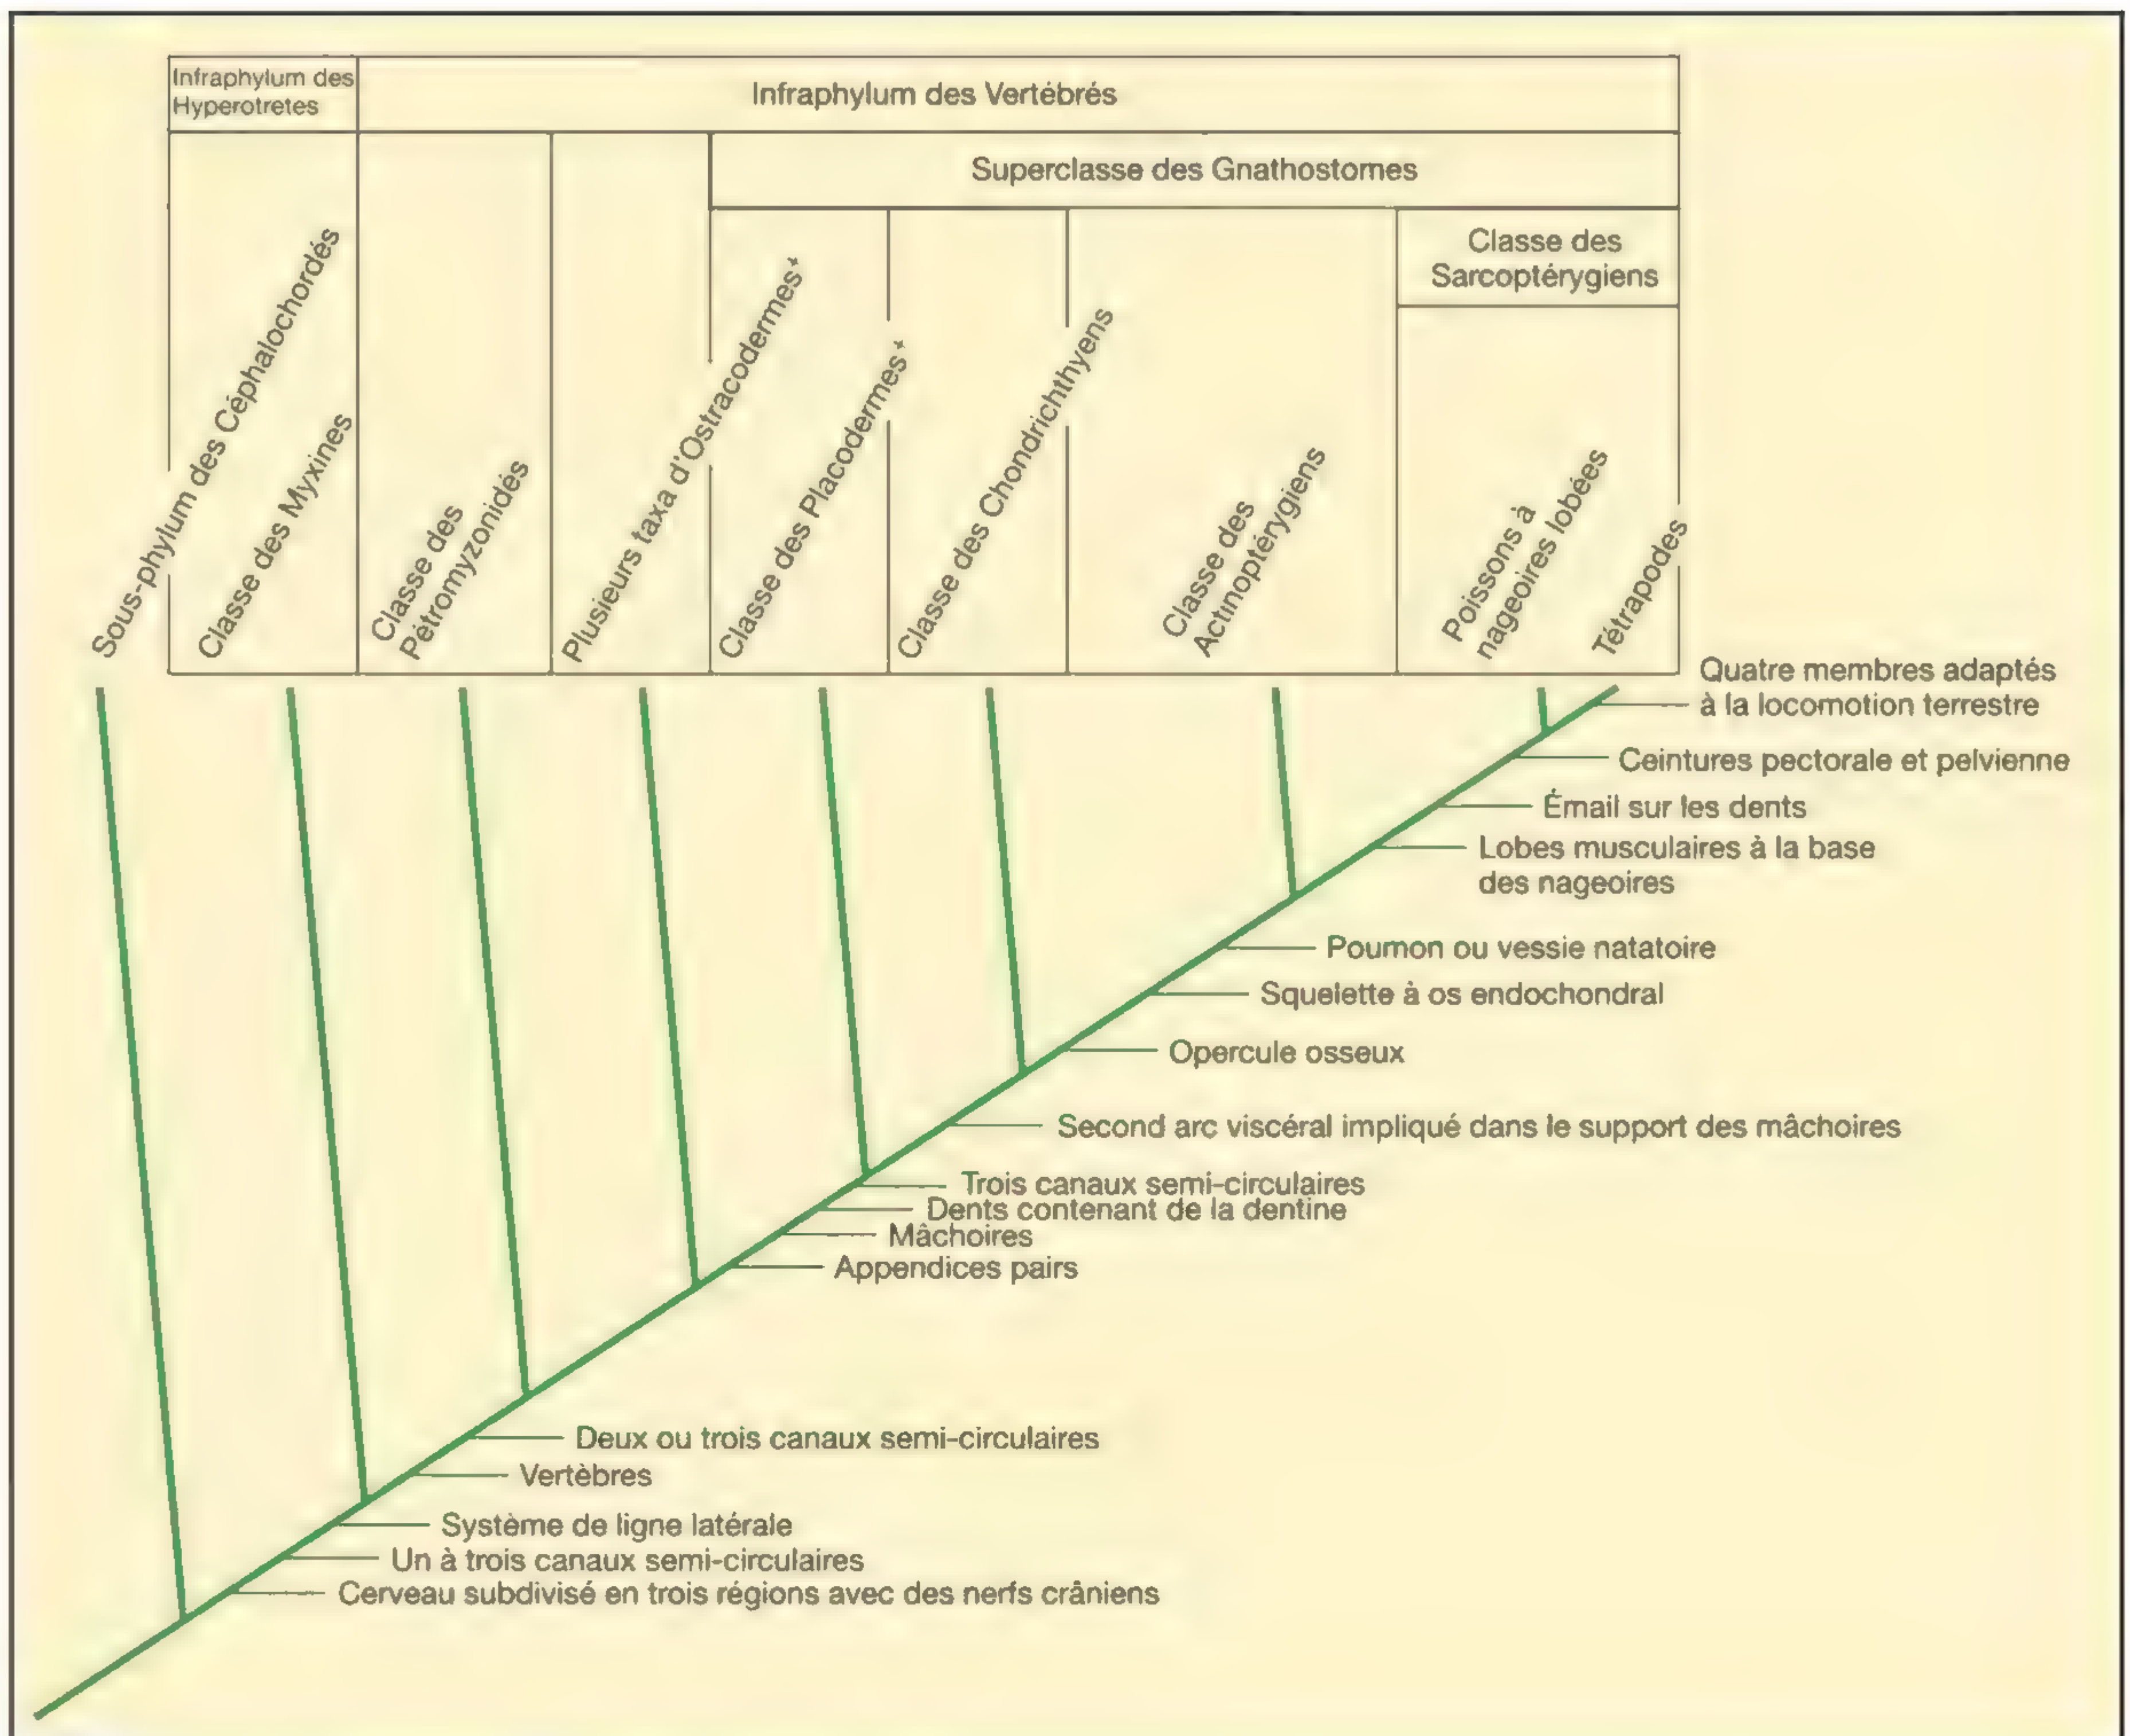 Infraphylum des
Hyperotretes
Infraphylum des Vertébrés
Superclasse des Gnathostomes
Classe des
Sarcoptérygiens
Sous-phylum des Céphalochordés
Classe des Myxines
Classe des
Pétromyzonidés
Plusieurs taxa d'Ostracodermes+
Classe des Placodermes+
Classe des Chondrichthyens
Classe des
Actinoptérygiens
Poissons à
nageoires lobées
Tétrapodes
Quatre membres adaptés
à la locomotion terrestre
Ceintures pectorale et pelvienne
Émail sur les dents
Lobes musculaires à la base
des nageoires
Poumon ou vessie natatoire
Squelette à os endochondral
Opercule osseux
Second arc viscéral impliqué dans le support des mâchoires
Trois canaux semi-circulaires
Dents contenant de la dentine
Mâchoires
Appendices pairs
Deux ou trois canaux semi-circulaires
Vertèbres
Système de ligne latérale
Un à trois canaux semi-circulaires
Cerveau subdivisé en trois régions avec des nerfs crâniens